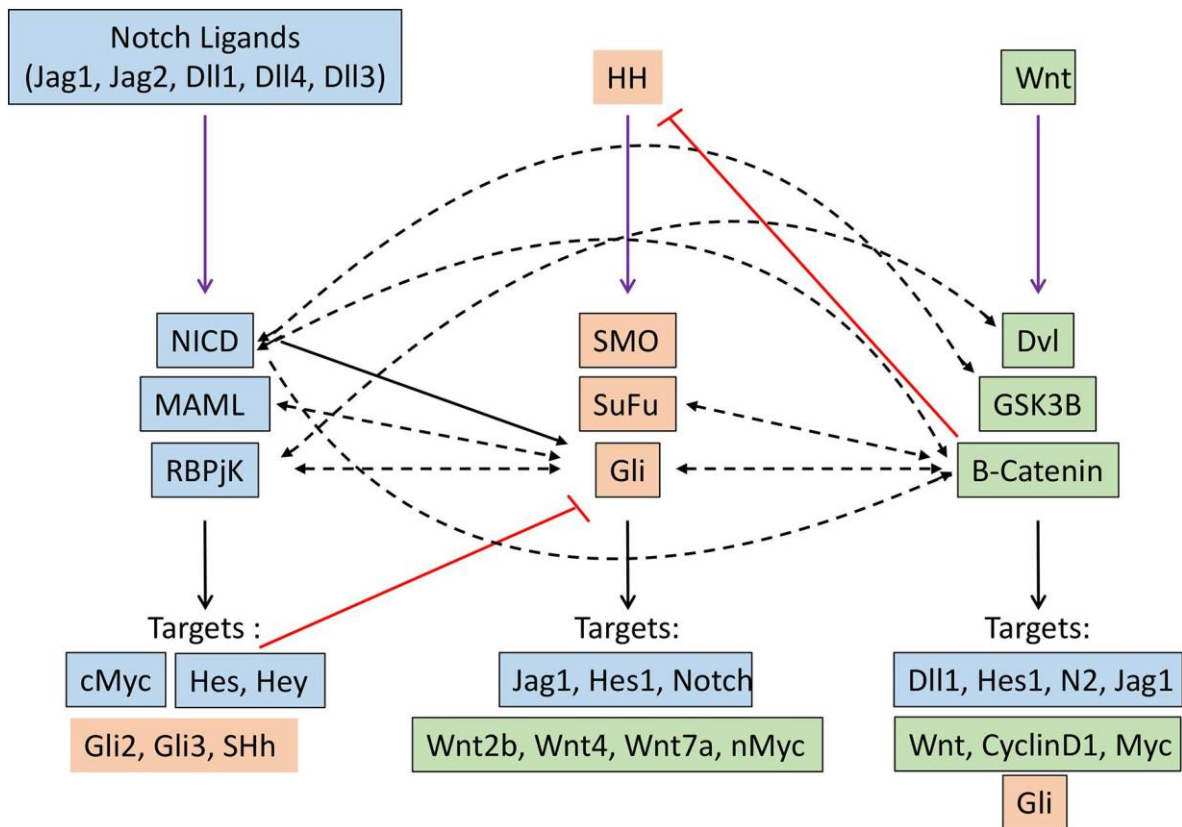 Notch Ligands
(Jag1, Jag2, Dll1, Dll4, Dll3)
HH
Wnt
NICD
SMO
Dvl
MAML
SuFu
GSK3B
RBPjK
Gli
B-Catenin
Targets :
Targets:
Targets:
cMyc
Hes, Hey
Jag1, Hes1, Notch
Dll1, Hes1, N2, Jag1
Gli2, Gli3, SHh
Wnt2b, Wnt4, Wnt7a, nMyc
Wnt, CyclinD1, Myc
Gli